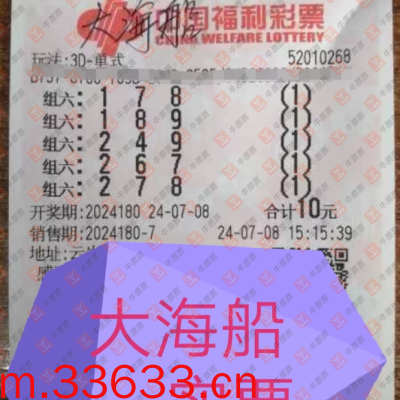 大海船
中国福利彩票
CHINA WELFARE LOTTERY
玩法:3D-单式 52010268
组六: 1 7 8 (1)
组六: 1 8 9 (1)
组六: 2 4 9 (1)
组六: 2 6 7 (1)
组六: 2 7 8 (1)
开奖期:2024180 24-07-08 合计10元
销售期:2024180-7 24-07-08 15:15:39
地址:云
感
大海船
m.33633.cn